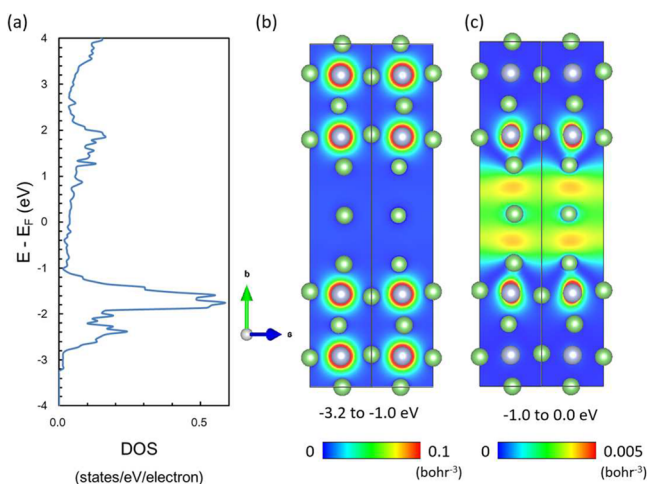 (a)
4
3
2
1
0
-1
-2
-3
-4
E - E_F (eV)
0.0
0.5
DOS
(states/eV/electron)
b
c
(b)
-3.2 to -1.0 eV
0
0.1
(bohr⁻³)
(c)
-1.0 to 0.0 eV
0
0.005
(bohr⁻³)